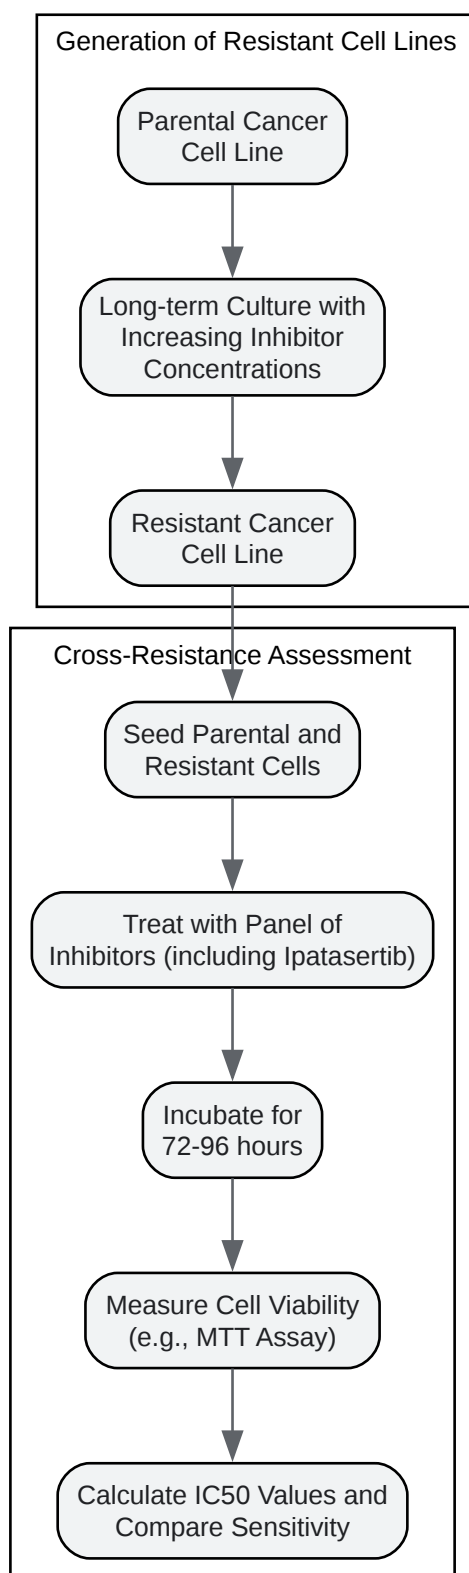 Generation of Resistant Cell Lines
Parental Cancer
Cell Line
Long-term Culture with
Increasing Inhibitor
Concentrations
Resistant Cancer
Cell Line
Cross-Resistance Assessment
Seed Parental and
Resistant Cells
Treat with Panel of
Inhibitors (including Ipatasertib)
Incubate for
72-96 hours
Measure Cell Viability
(e.g., MTT Assay)
Calculate IC50 Values and
Compare Sensitivity